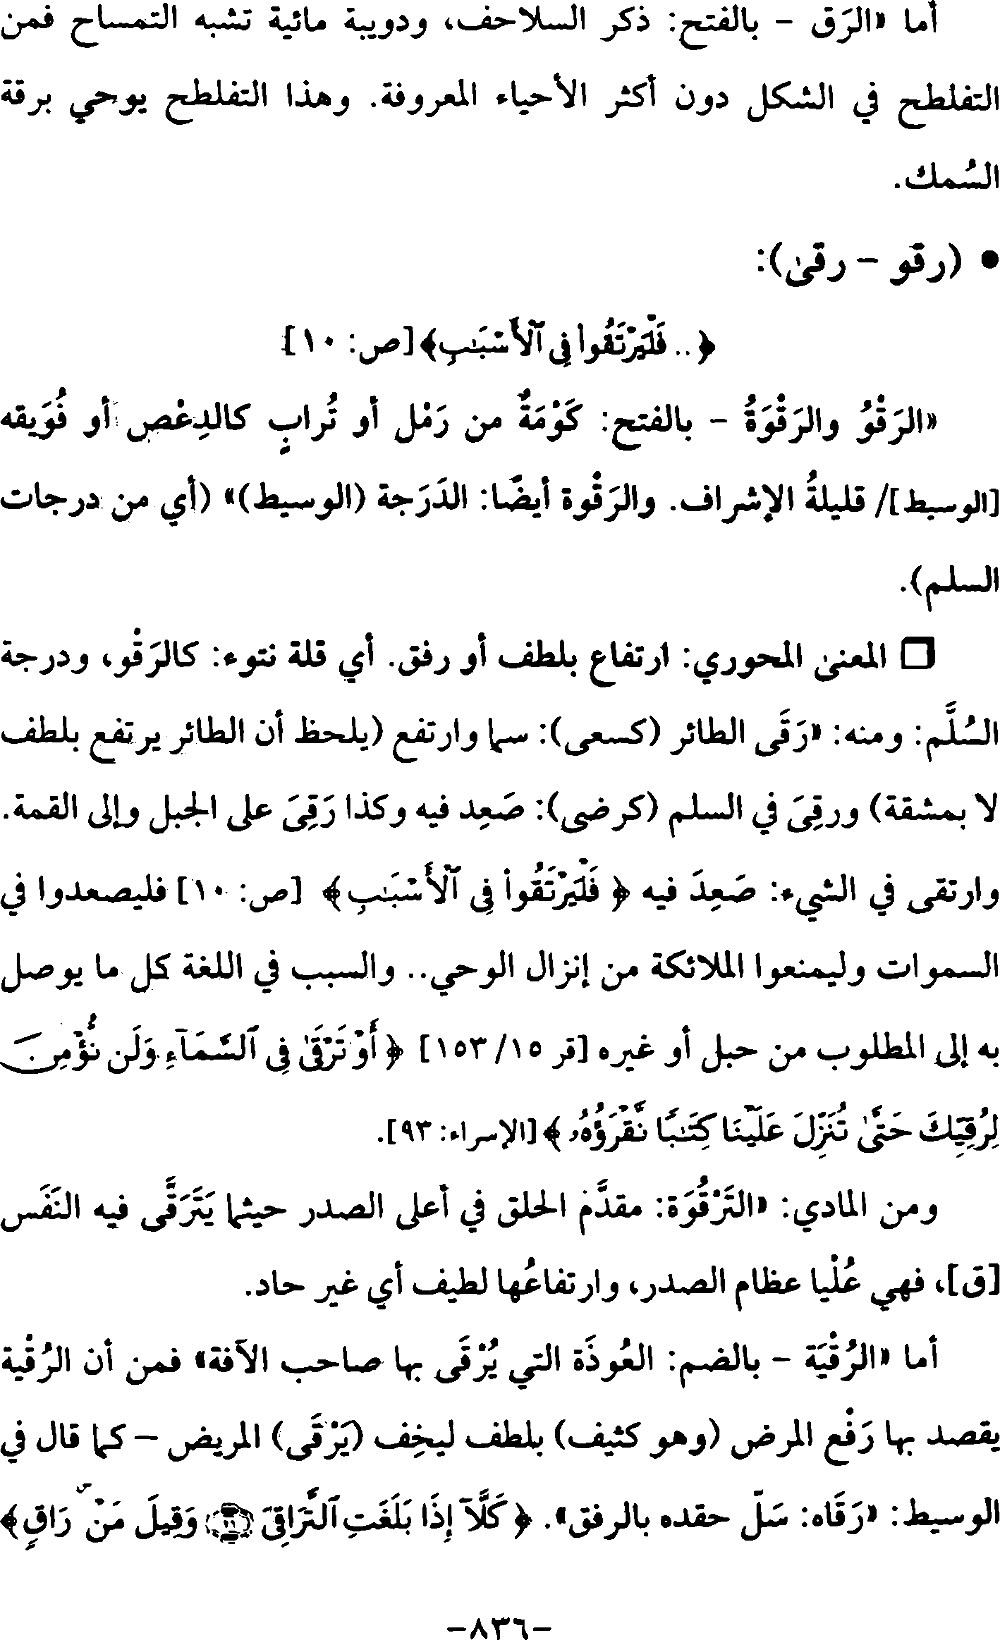 أما «الرَق - بالفتح: ذكر السلاحف، ودويبة مائية تشبه التمساح فمن
التفلطح في الشكل دون أكثر الأحياء المعروفة. وهذا التفلطح يوحي برقة
السُمك.
• (رقو - رقى):
﴿.. فَلْيَرْتَقُوا۟ فِى ٱلْأَسْبَـٰبِ﴾ [ص: ١٠]
«الرَقْوُ والرَقْوَةُ - بالفتح: كَوْمَةٌ من رَمْل أو تُرابٍ كالدِعْص أو فُوَيقه
[الوسيط]/ قليلةُ الإشراف. والرَقْوة أيضًا: الدَرَجة (الوسيط)» (أي من درجات
السلم).
□ المعنى المحوري: ارتفاع بلطف أو رفق. أي قلة نتوء: كالرَقْو، ودرجة
السُلَّم: ومنه: «رَقَى الطائر (كسعى): سما وارتفع (يلحظ أن الطائر يرتفع بلطف
لا بمشقة) ورقِىَ في السلم (كرضى): صَعِد فيه وكذا رَقِىَ على الجبل وإلى القمة.
وارتقى في الشيء: صَعِدَ فيه ﴿فَلْيَرْتَقُوا۟ فِى ٱلْأَسْبَـٰبِ﴾ [ص: ١٠] فليصعدوا في
السموات وليمنعوا الملائكة من إنزال الوحي.. والسبب في اللغة كل ما يوصل
به إلى المطلوب من حبل أو غيره [قر ١٥/ ١٥٣] ﴿أَوْ تَرْقَىٰ فِى ٱلسَّمَآءِ وَلَن نُّؤْمِنَ
لِرُقِيِّكَ حَتَّىٰ تُنَزِّلَ عَلَيْنَا كِتَـٰبًا نَّقْرَؤُهُۥ﴾ [الإسراء: ٩٣].
ومن المادي: «التَرْقُوَة: مقدَّم الحلق في أعلى الصدر حيثما يَتَرَقَّى فيه النَفَس
[ق]، فهي عُلْيا عظام الصدر، وارتفاعُها لطيف أي غير حاد.
أما «الرُقْيَة - بالضم: العُوذَة التي يُرْقَى بها صاحب الآفة» فمن أن الرُقْية
يقصد بها رَفْع المرض (وهو كثيف) بلطف ليخِف (يَرْقَى) المريض - كما قال في
الوسيط: «رَقَاه: سَلّ حقده بالرفق». ﴿كَلَّآ إِذَا بَلَغَتِ ٱلتَّرَاقِىَ ۝٢٦ وَقِيلَ مَنْ ۜ رَاقٍ﴾
-٨٣٦-